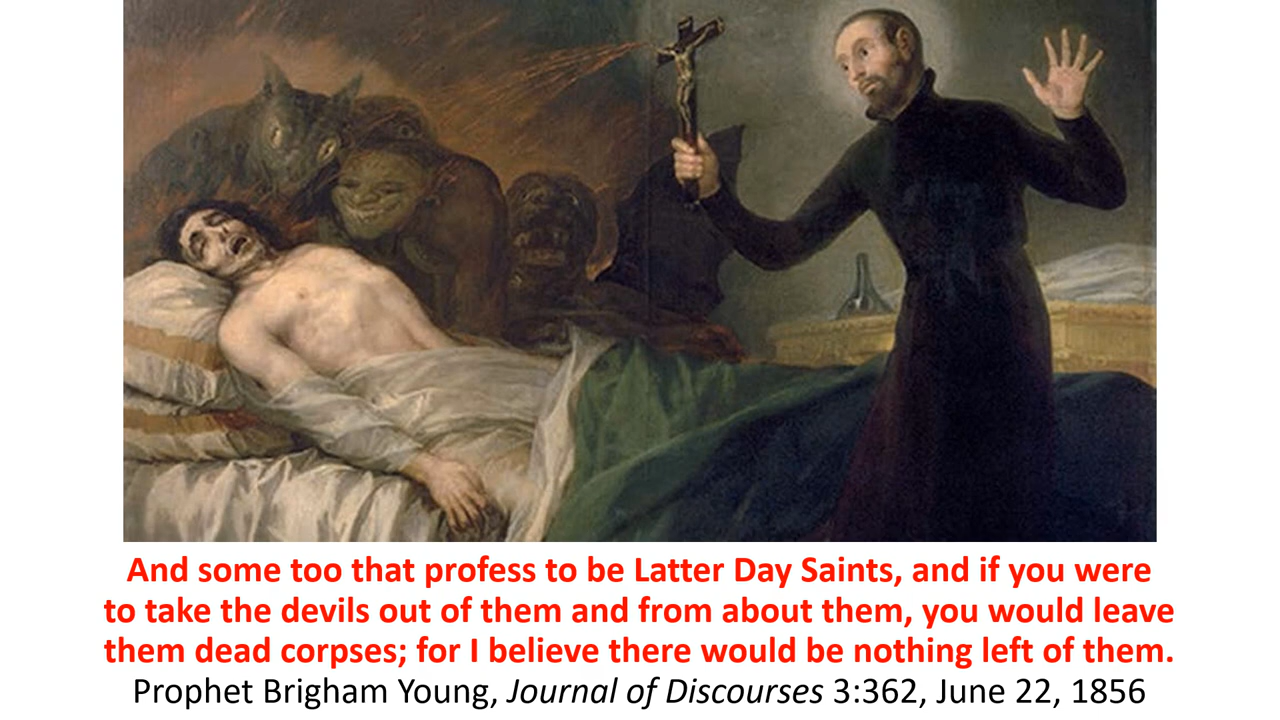 And some too that profess to be Latter Day Saints, and if you were
to take the devils out of them and from about them, you would leave
them dead corpses; for I believe there would be nothing left of them.
Prophet Brigham Young, Journal of Discourses 3:362, June 22, 1856